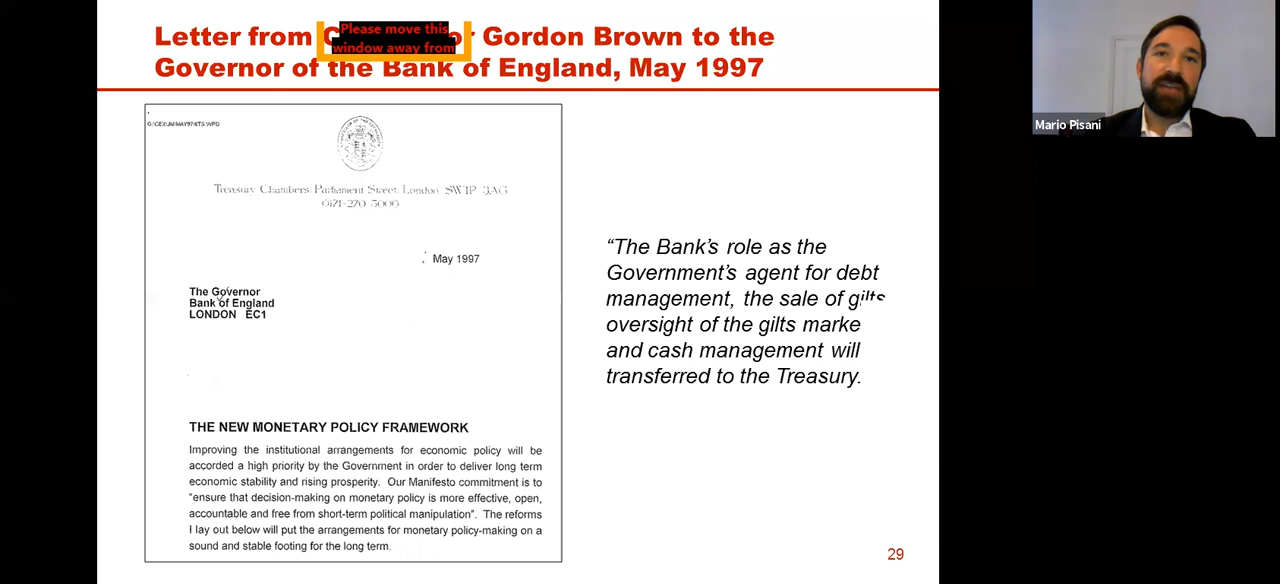 Letter from Gordon Brown to the
Please move this
window away from
Governor of the Bank of England, May 1997
Mario Pisani
Treasury Chambers, Parliament Street, London SW1P 3AG
0171-270 5000
May 1997
The Governor
Bank of England
LONDON EC1
THE NEW MONETARY POLICY FRAMEWORK
Improving the institutional arrangements for economic policy will be
accorded a high priority by the Government in order to deliver long term
economic stability and rising prosperity. Our Manifesto commitment is to
"ensure that decision-making on monetary policy is more effective, open,
accountable and free from short-term political manipulation". The reforms
I lay out below will put the arrangements for monetary policy-making on a
sound and stable footing for the long term.
“The Bank’s role as the
Government’s agent for debt
management, the sale of gilts
oversight of the gilts marke
and cash management will
transferred to the Treasury.
29